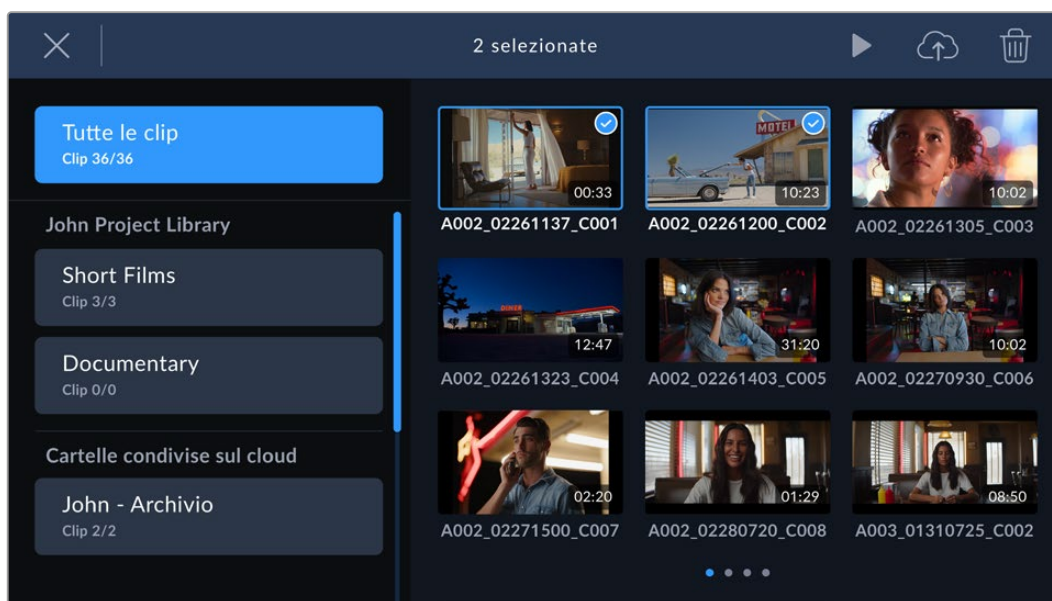 2 selezionate
Tutte le clip
Clip 36/36
John Project Library
Short Films
Clip 3/3
Documentary
Clip 0/0
Cartelle condivise sul cloud
John - Archivio
Clip 2/2
MOTEL
00:33
10:23
10:02
A002_02261137_C001
A002_02261200_C002
A002_02261305_C003
DINER
12:47
31:20
10:02
A002_02261323_C004
A002_02261403_C005
A002_02270930_C006
02:20
01:29
08:50
A002_02271500_C007
A002_02280720_C008
A003_01310725_C002